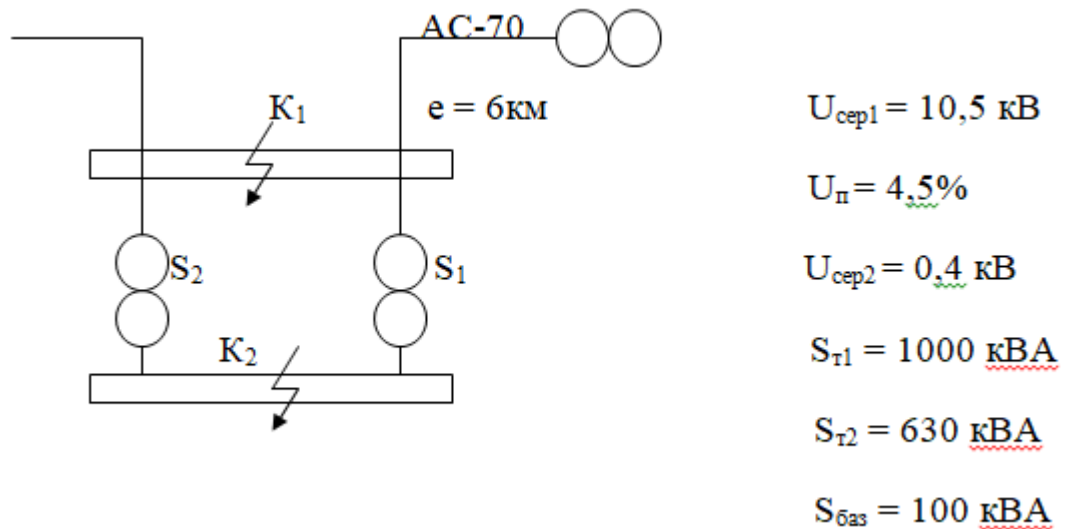 АС-70
К₁
е = 6км
Uсер1 = 10,5 кВ
Uп = 4,5%
S₂
S₁
Uсер2 = 0,4 кВ
К₂
Sт1 = 1000 кВА
Sт2 = 630 кВА
Sбаз = 100 кВА